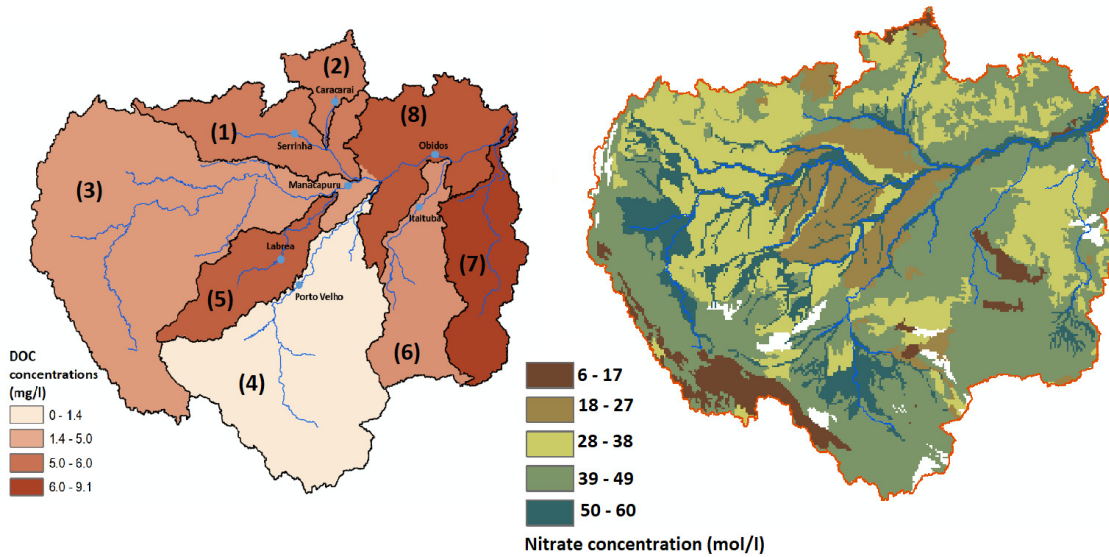 (2)
Caracarai
(8)
(1)
Serrinha
Obidos
(3)
Manacapuru
Itaituba
Labrea
(7)
(5)
Porto Velho
(6)
(4)
DOC
concentrations
(mg/l)
0 - 1.4
1.4 - 5.0
5.0 - 6.0
6.0 - 9.1
6 - 17
18 - 27
28 - 38
39 - 49
50 - 60
Nitrate concentration (mol/l)